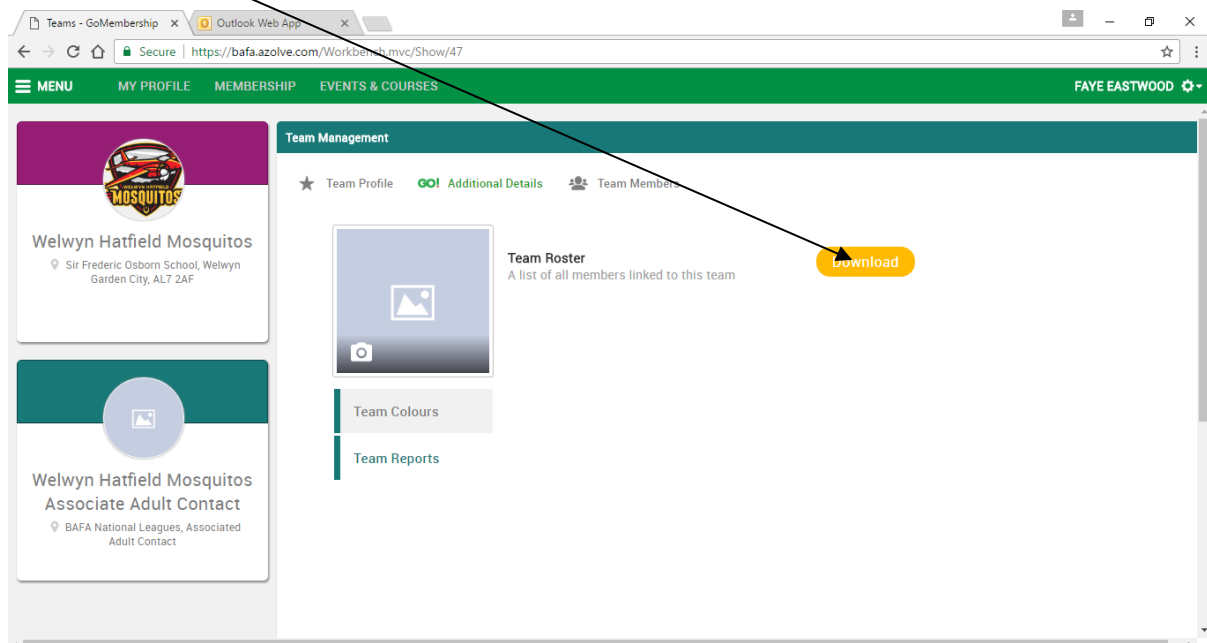 Teams - GoMembership
Outlook Web App
Secure
https://bafa.azolve.com/Workbench.mvc/Show/47
MENU
MY PROFILE
MEMBERSHIP
EVENTS & COURSES
FAYE EASTWOOD
WELWYN HATFIELD
MOSQUITOS
Welwyn Hatfield Mosquitos
Sir Frederic Osborn School, Welwyn
Garden City, AL7 2AF
Welwyn Hatfield Mosquitos
Associate Adult Contact
BAFA National Leagues, Associated
Adult Contact
Team Management
Team Profile
GO! Additional Details
Team Members
Team Roster
A list of all members linked to this team
Download
Team Colours
Team Reports